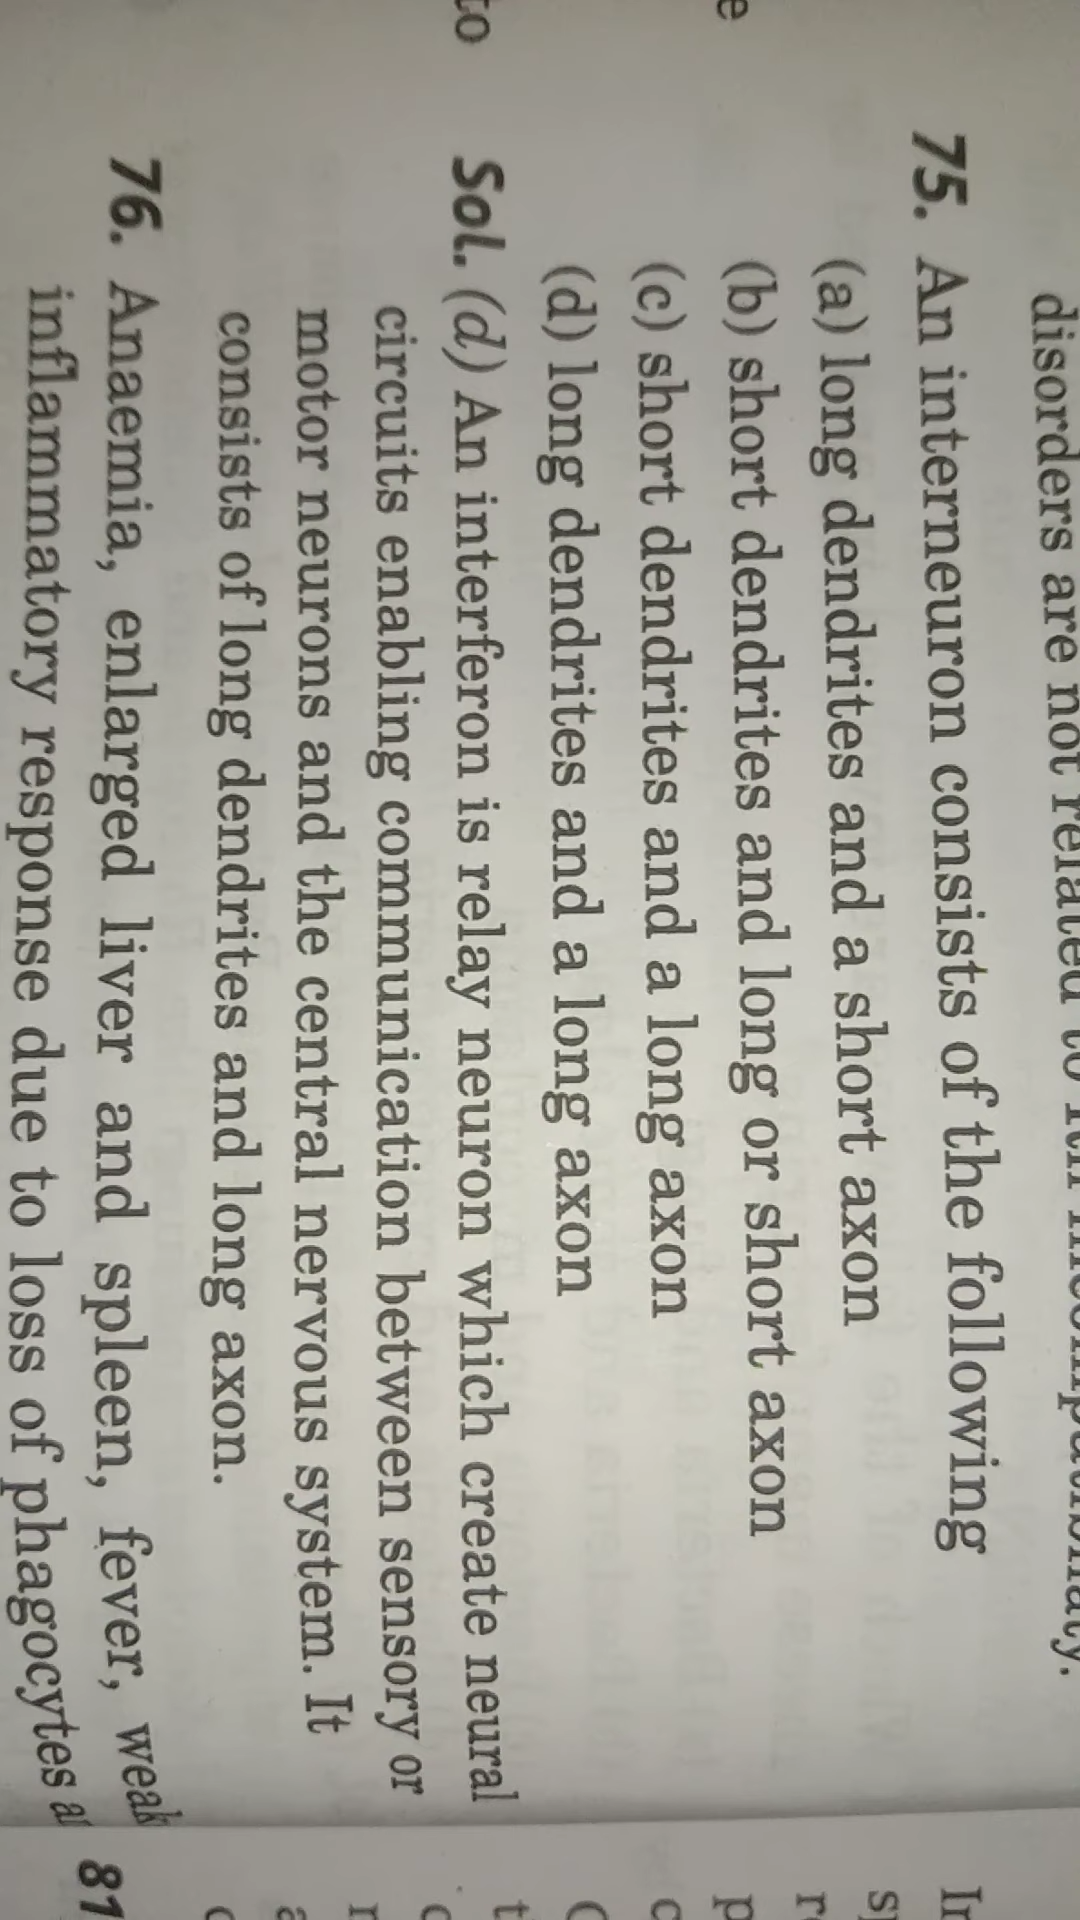 disorders are not related to
75. An interneuron consists of the following
(a) long dendrites and a short axon
(b) short dendrites and long or short axon
(c) short dendrites and a long axon
(d) long dendrites and a long axon
Sol. (d) An interferon is relay neuron which create neural
circuits enabling communication between sensory or
motor neurons and the central nervous system. It
consists of long dendrites and long axon.
76. Anaemia, enlarged liver and spleen, fever, weak
inflammatory response due to loss of phagocytes
to
81